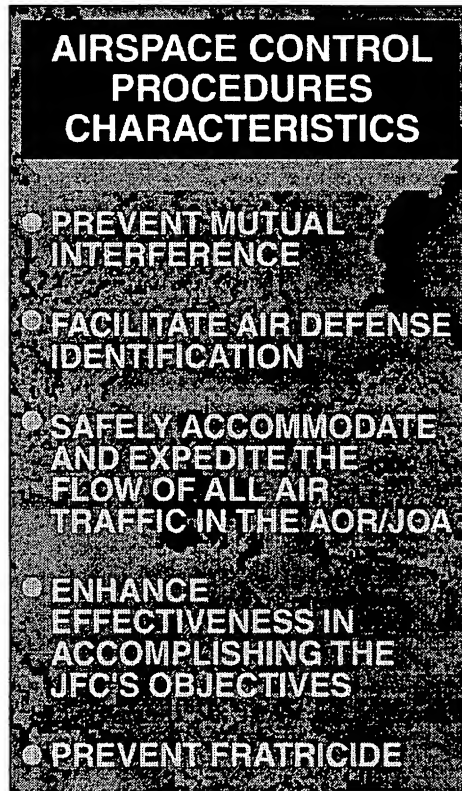 AIRSPACE CONTROL
PROCEDURES
CHARACTERISTICS
PREVENT MUTUAL
INTERFERENCE
FACILITATE AIR DEFENSE
IDENTIFICATION
SAFELY ACCOMMODATE
AND EXPEDITE THE
FLOW OF ALL AIR
TRAFFIC IN THE AOR/JOA
ENHANCE
EFFECTIVENESS IN
ACCOMPLISHING THE
JFC'S OBJECTIVES
PREVENT FRATRICIDE